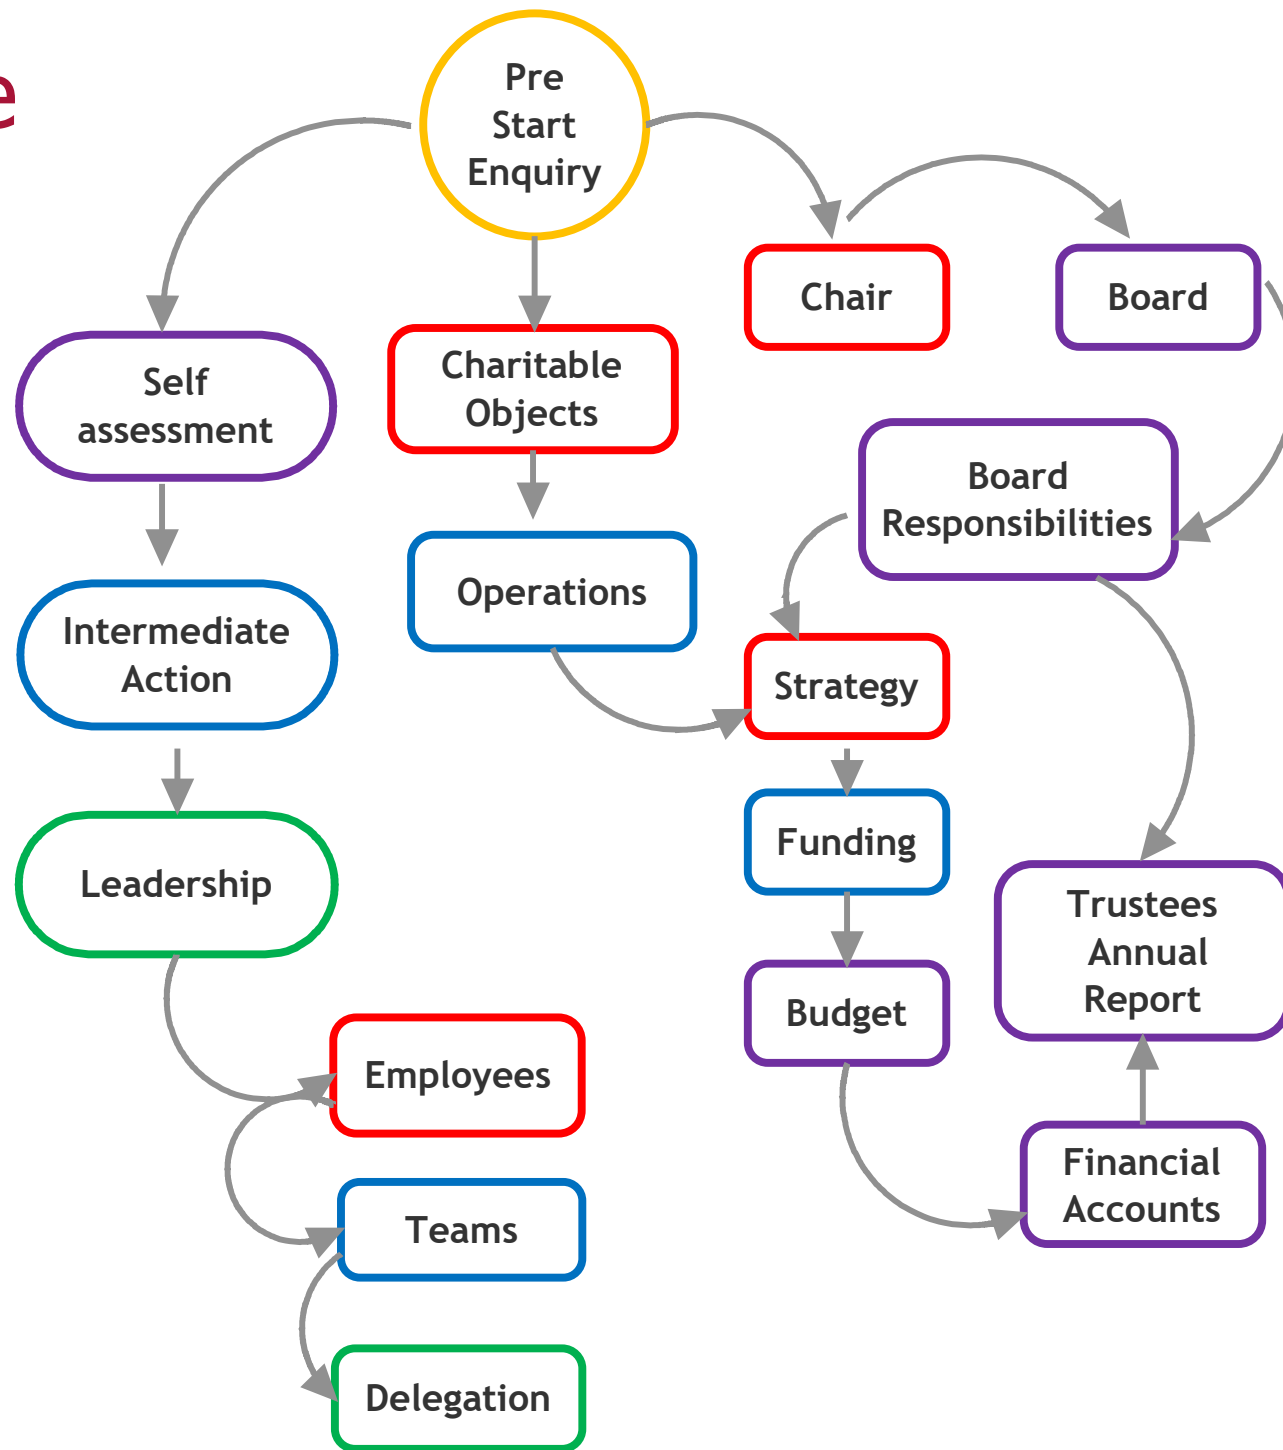 e
Pre
Start
Enquiry
Chair
Board
Self
assessment
Charitable
Objects
Board
Responsibilities
Intermediate
Action
Operations
Strategy
Funding
Leadership
Trustees
Annual
Report
Budget
Employees
Financial
Accounts
Teams
Delegation